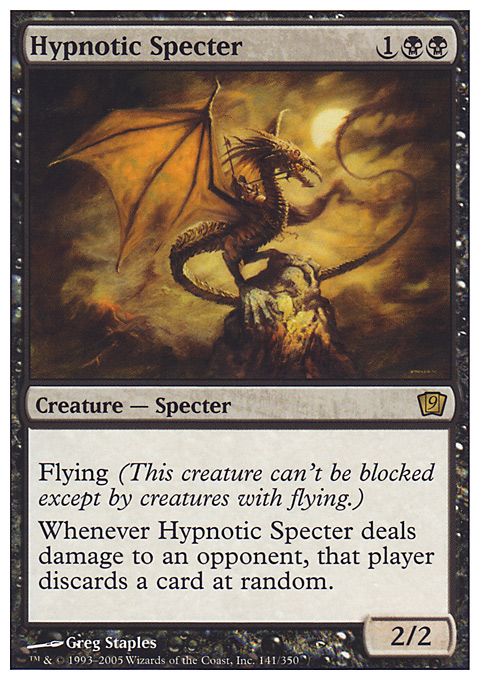 Hypnotic Specter 1
Creature — Specter
9
Flying (This creature can't be blocked
except by creatures with flying.)
Whenever Hypnotic Specter deals
damage to an opponent, that player
discards a card at random.
2/2
Greg Staples
™ & © 1993–2005 Wizards of the Coast, Inc. 141/350